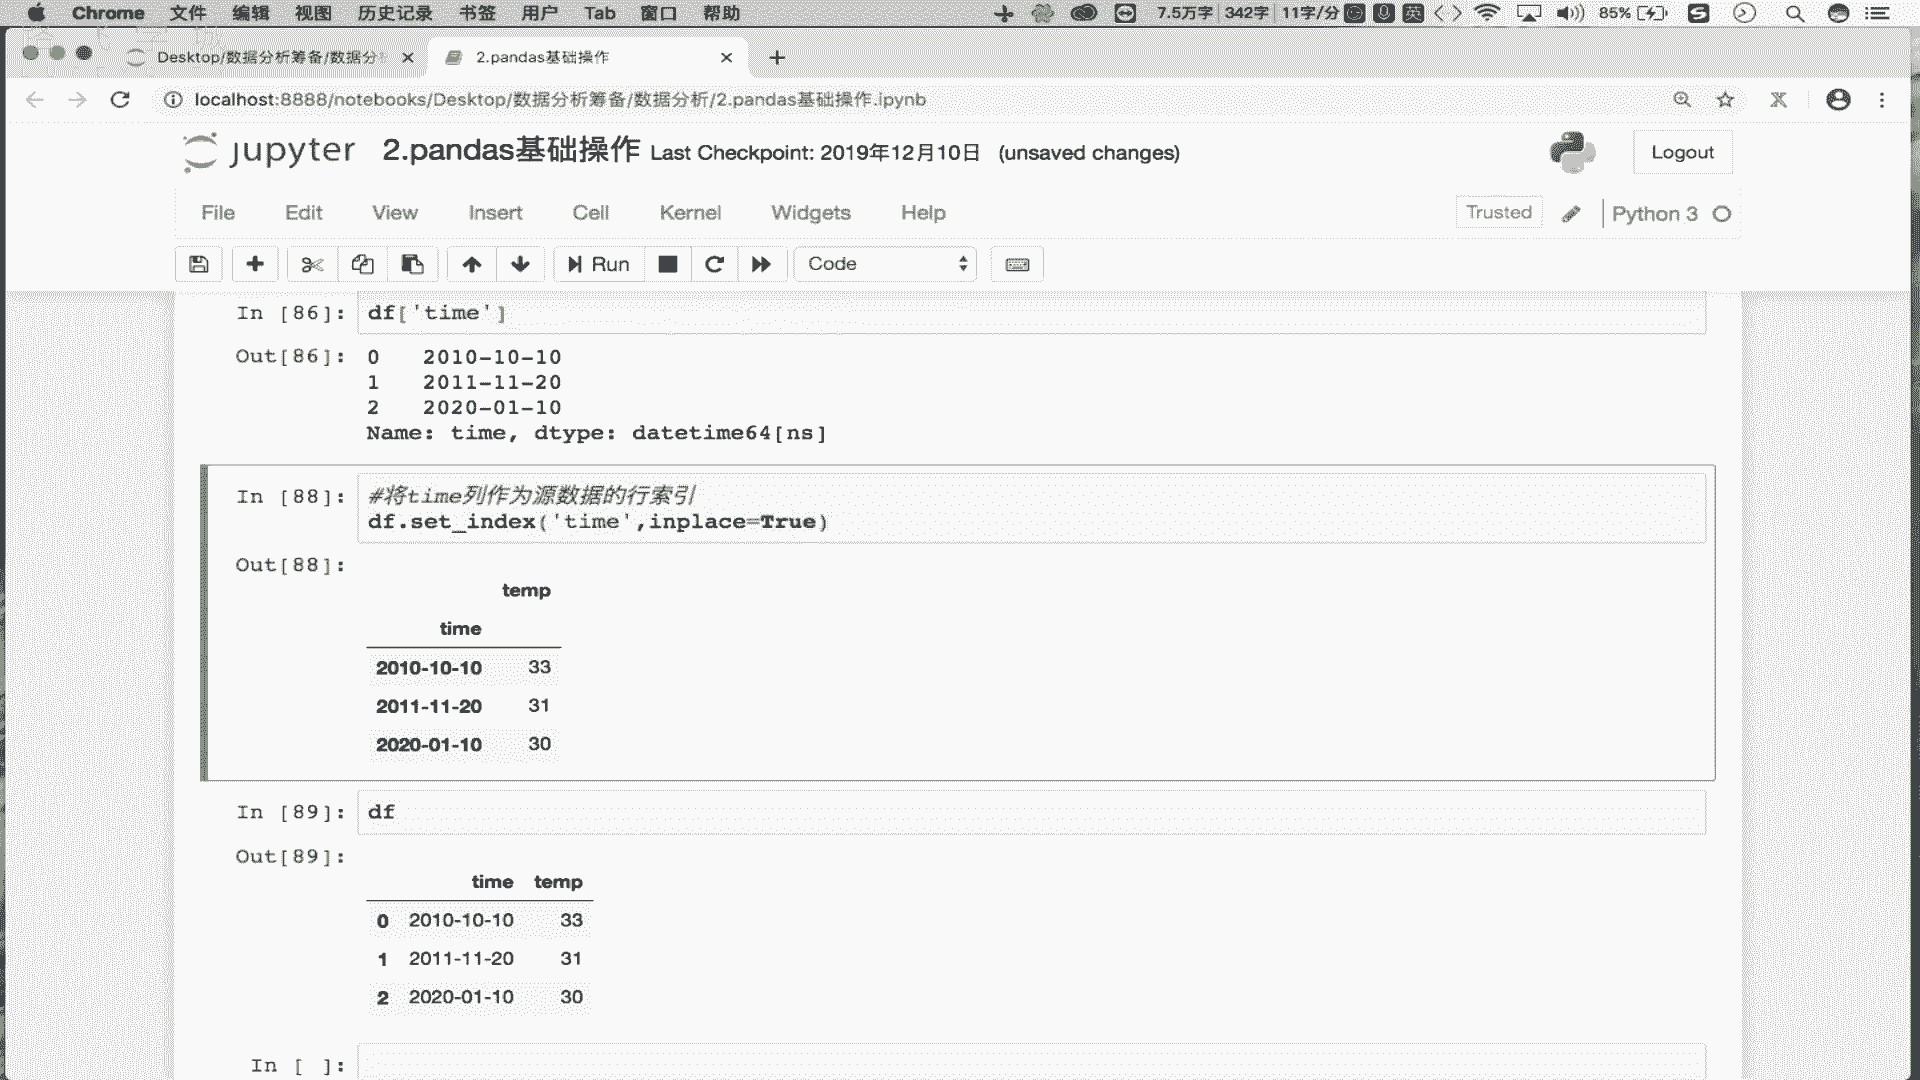 Chrome 文件 编辑 视图 历史记录 书签 用户 Tab 窗口 帮助 7.5万字 342字 11字/分 英 85%
Desktop/数据分析筹备/数据分 2.pandas基础操作
localhost:8888/notebooks/Desktop/数据分析筹备/数据分析/2.pandas基础操作.ipynb
jupyter 2.pandas基础操作 Last Checkpoint: 2019年12月10日 (unsaved changes) Logout
File Edit View Insert Cell Kernel Widgets Help Trusted Python 3
Run Code
In [86]: df['time']
Out[86]: 0 2010-10-10
1 2011-11-20
2 2020-01-10
Name: time, dtype: datetime64[ns]
In [88]: #将time列作为源数据的行索引
df.set_index('time',inplace=True)
Out[88]:
temp
time
2010-10-10 33
2011-11-20 31
2020-01-10 30
In [89]: df
Out[89]:
time temp
0 2010-10-10 33
1 2011-11-20 31
2 2020-01-10 30
In [ ]: